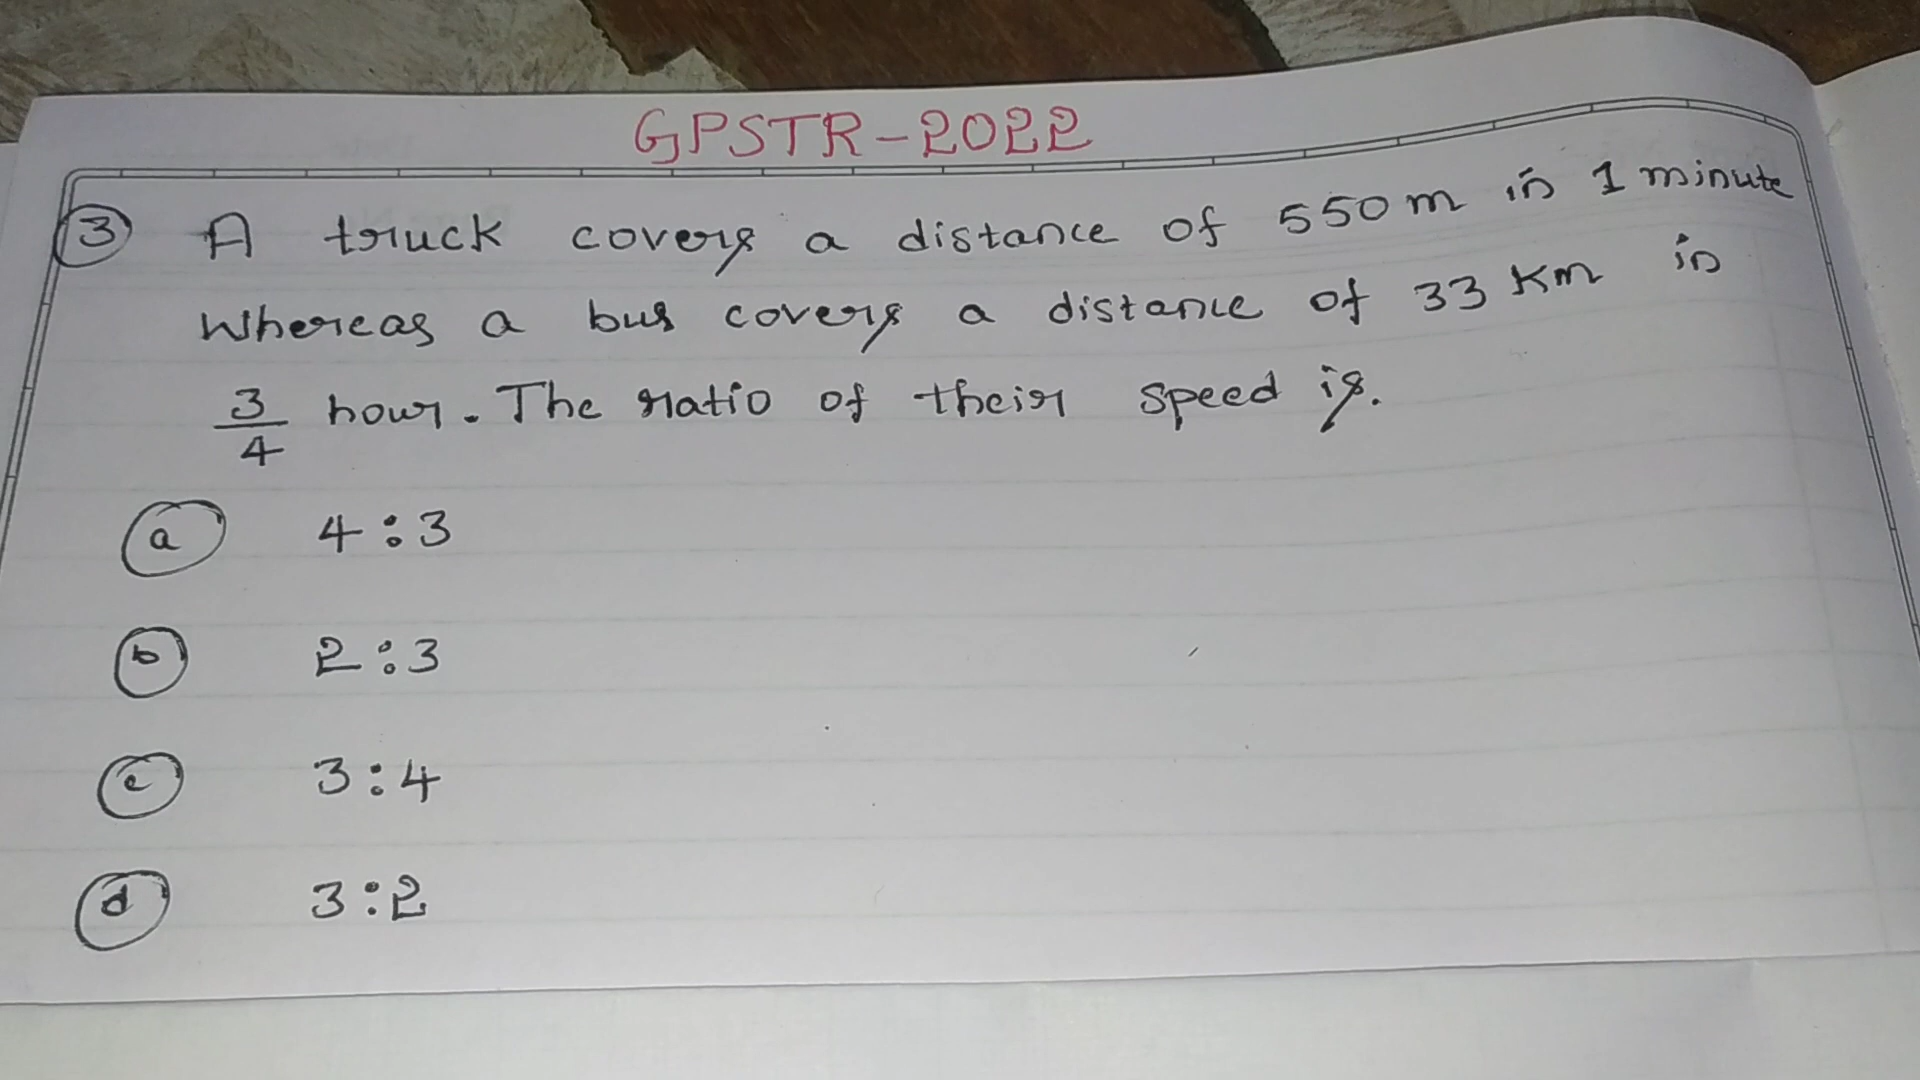 GPSTR-2022
3 A truck covers a distance of 550 m in 1 minute
Whereas a bus covers a distance of 33 Km in
3/4 hour. The ratio of their speed is.
a 4:3
b 2:3
c 3:4
d 3:2